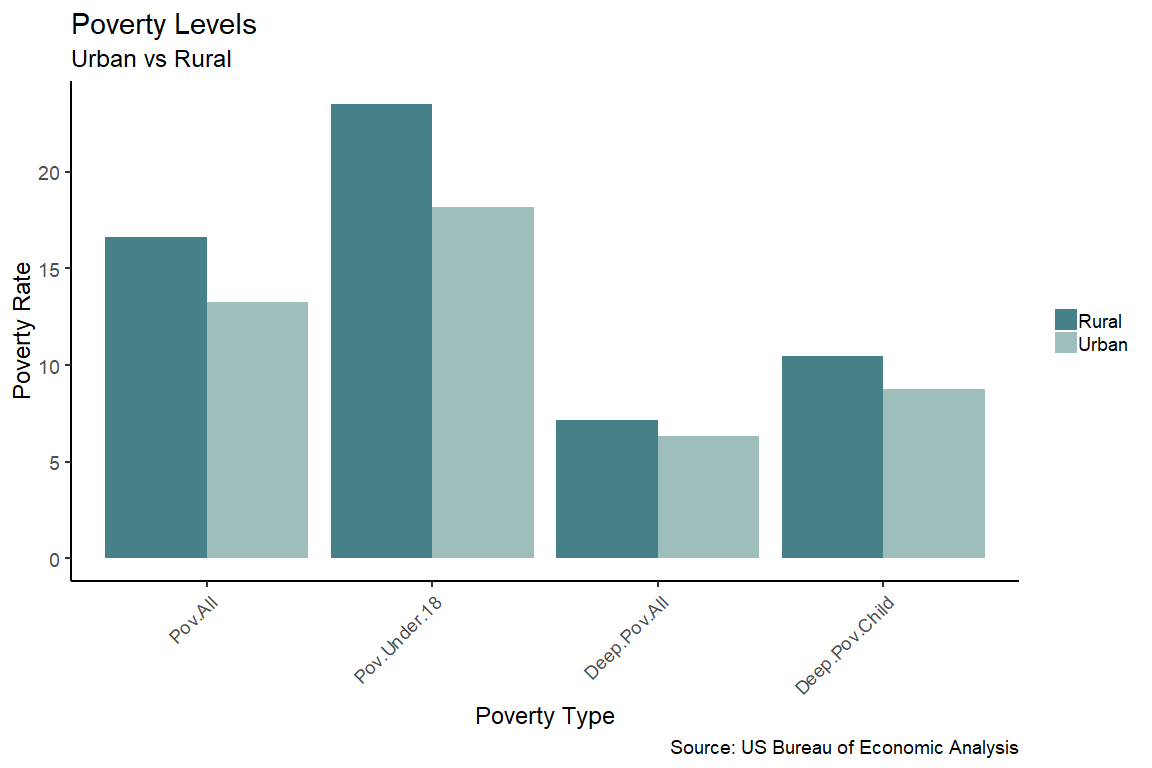 Poverty Levels
Urban vs Rural
Poverty Rate
20
15
10
5
0
Pov.All
Pov.Under.18
Deep.Pov.All
Deep.Pov.Child
Poverty Type
Rural
Urban
Source: US Bureau of Economic Analysis